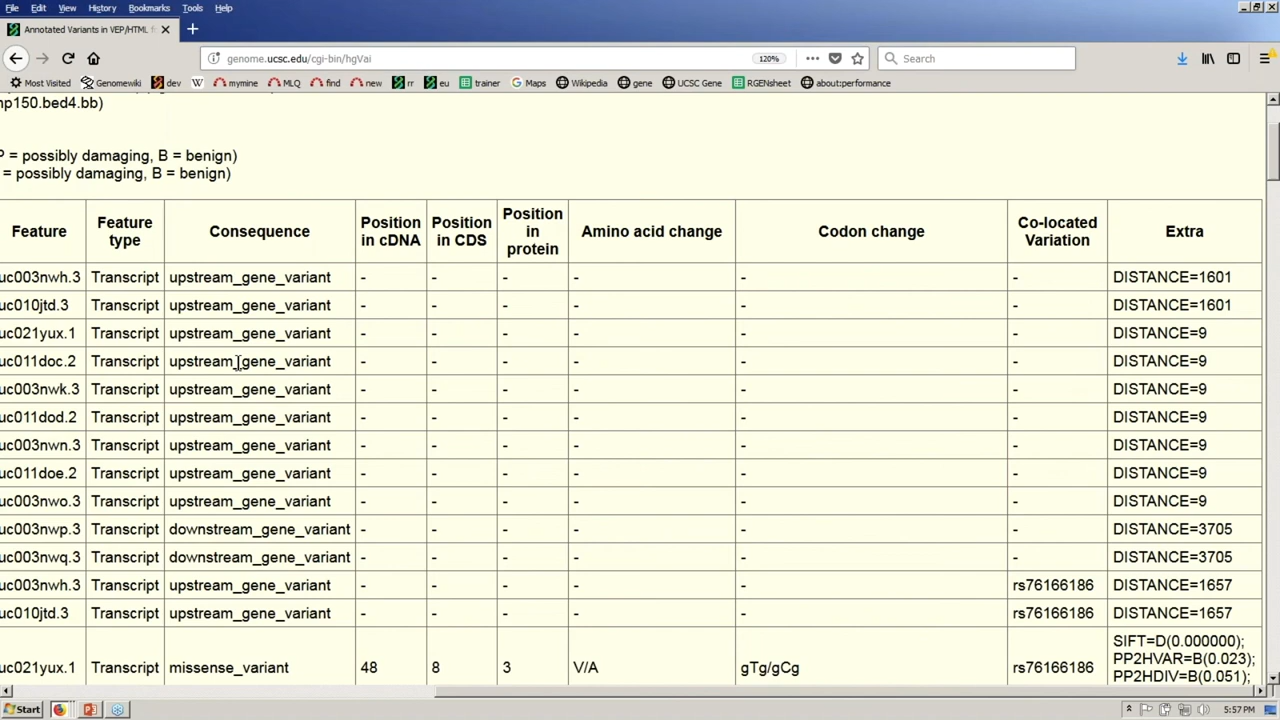 File Edit View History Bookmarks Tools Help
Annotated Variants in VEP/HTML f
genome.ucsc.edu/cgi-bin/hgVai 120% Search
Most Visited Genomewiki dev mymine MLQ find new rr eu trainer Maps Wikipedia gene UCSC Gene RGENsheet about:performance
np150.bed4.bb)
P = possibly damaging, B = benign)
= possibly damaging, B = benign)
Feature Feature type Consequence Position in cDNA Position in CDS Position in protein Amino acid change Codon change Co-located Variation Extra
uc003nwh.3 Transcript upstream_gene_variant - - - - - - DISTANCE=1601
uc010jtd.3 Transcript upstream_gene_variant - - - - - - DISTANCE=1601
uc021yux.1 Transcript upstream_gene_variant - - - - - - DISTANCE=9
uc011doc.2 Transcript upstream_gene_variant - - - - - - DISTANCE=9
uc003nwk.3 Transcript upstream_gene_variant - - - - - - DISTANCE=9
uc011dod.2 Transcript upstream_gene_variant - - - - - - DISTANCE=9
uc003nwn.3 Transcript upstream_gene_variant - - - - - - DISTANCE=9
uc011doe.2 Transcript upstream_gene_variant - - - - - - DISTANCE=9
uc003nwo.3 Transcript upstream_gene_variant - - - - - - DISTANCE=9
uc003nwp.3 Transcript downstream_gene_variant - - - - - - DISTANCE=3705
uc003nwq.3 Transcript downstream_gene_variant - - - - - - DISTANCE=3705
uc003nwh.3 Transcript upstream_gene_variant - - - - - rs76166186 DISTANCE=1657
uc010jtd.3 Transcript upstream_gene_variant - - - - - rs76166186 DISTANCE=1657
uc021yux.1 Transcript missense_variant 48 8 3 V/A gTg/gCg rs76166186 SIFT=D(0.000000);
PP2HVAR=B(0.023);
PP2HDIV=B(0.051);
Start 5:57 PM